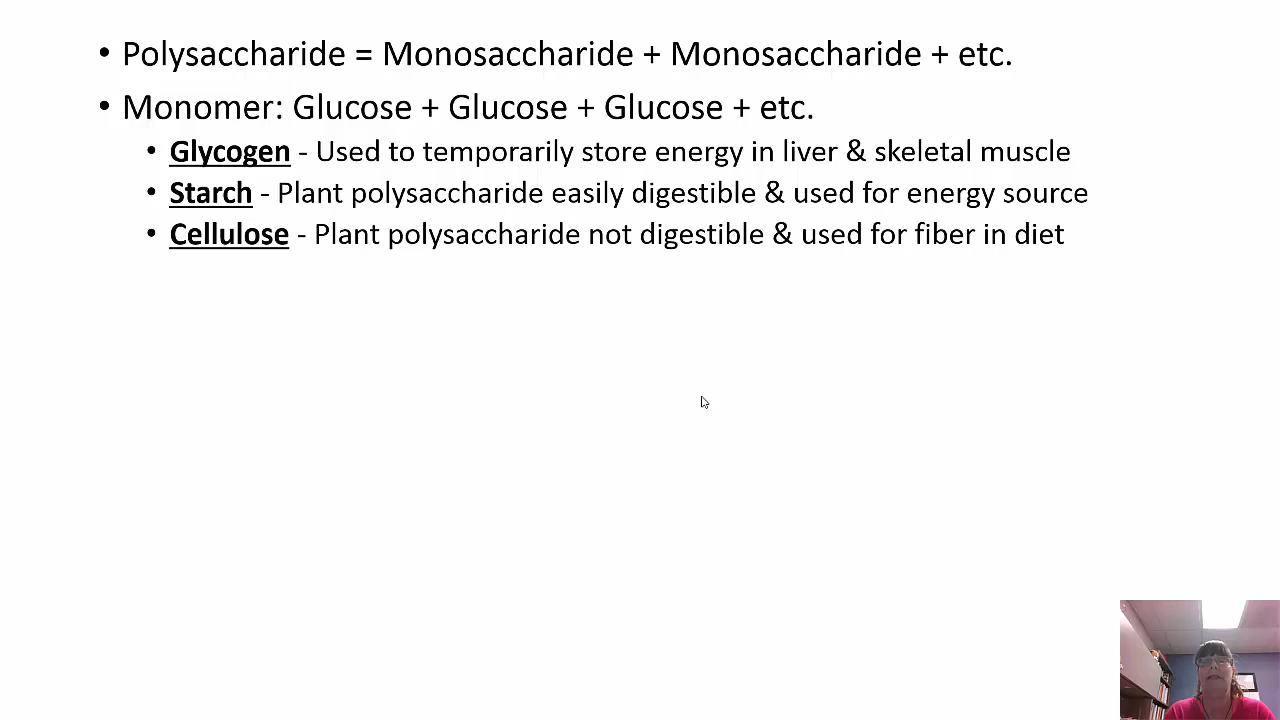 • Polysaccharide = Monosaccharide + Monosaccharide + etc.
• Monomer: Glucose + Glucose + Glucose + etc.
• Glycogen - Used to temporarily store energy in liver & skeletal muscle
• Starch - Plant polysaccharide easily digestible & used for energy source
• Cellulose - Plant polysaccharide not digestible & used for fiber in diet